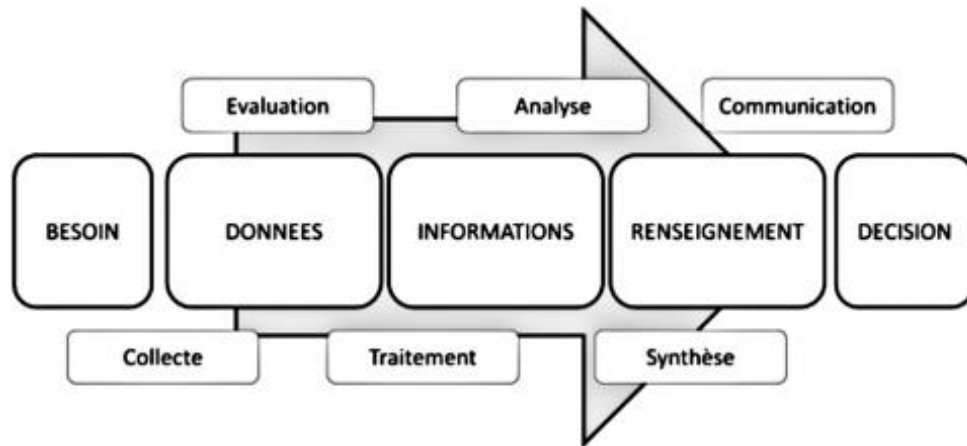 Evaluation
Analyse
Communication
BESOIN
DONNEES
INFORMATIONS
RENSEIGNEMENT
DECISION
Collecte
Traitement
Synthèse